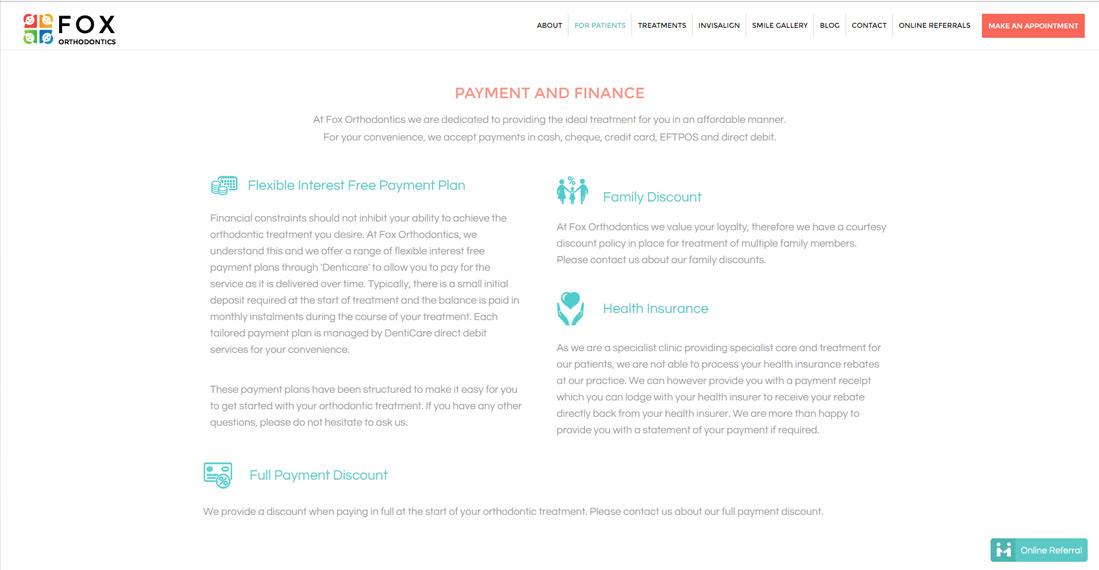 FOX
ORTHODONTICS
ABOUT
FOR PATIENTS
TREATMENTS
INVISALIGN
SMILE GALLERY
BLOG
CONTACT
ONLINE REFERRALS
MAKE AN APPOINTMENT
PAYMENT AND FINANCE
At Fox Orthodontics we are dedicated to providing the ideal treatment for you in an affordable manner.
For your convenience, we accept payments in cash, cheque, credit card, EFTPOS and direct debit.
Flexible Interest Free Payment Plan
Financial constraints should not inhibit your ability to achieve the
orthodontic treatment you desire. At Fox Orthodontics, we
understand this and we offer a range of flexible interest free
payment plans through 'Denticare' to allow you to pay for the
service as it is delivered over time. Typically, there is a small initial
deposit required at the start of treatment and the balance is paid in
monthly instalments during the course of your treatment. Each
tailored payment plan is managed by DentiCare direct debit
services for your convenience.
These payment plans have been structured to make it easy for you
to get started with your orthodontic treatment. If you have any other
questions, please do not hesitate to ask us.
Family Discount
At Fox Orthodontics we value your loyalty, therefore we have a courtesy
discount policy in place for treatment of multiple family members.
Please contact us about our family discounts.
Health Insurance
As we are a specialist clinic providing specialist care and treatment for
our patients, we are not able to process your health insurance rebates
at our practice. We can however provide you with a payment receipt
which you can lodge with your health insurer to receive your rebate
directly back from your health insurer. We are more than happy to
provide you with a statement of your payment if required.
Full Payment Discount
We provide a discount when paying in full at the start of your orthodontic treatment. Please contact us about our full payment discount.
Online Referral